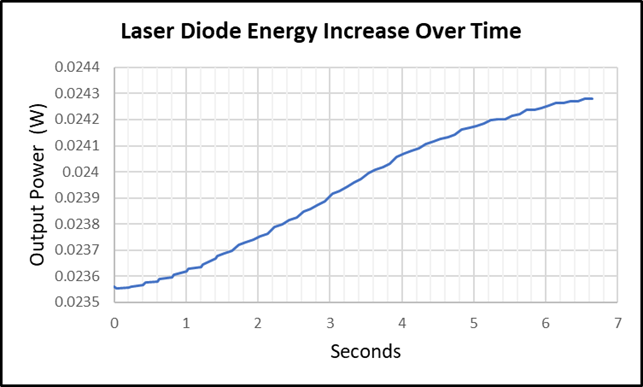 Laser Diode Energy Increase Over Time
Output Power (W)
0.0244
0.0243
0.0242
0.0241
0.024
0.0239
0.0238
0.0237
0.0236
0.0235
0 1 2 3 4 5 6 7
Seconds